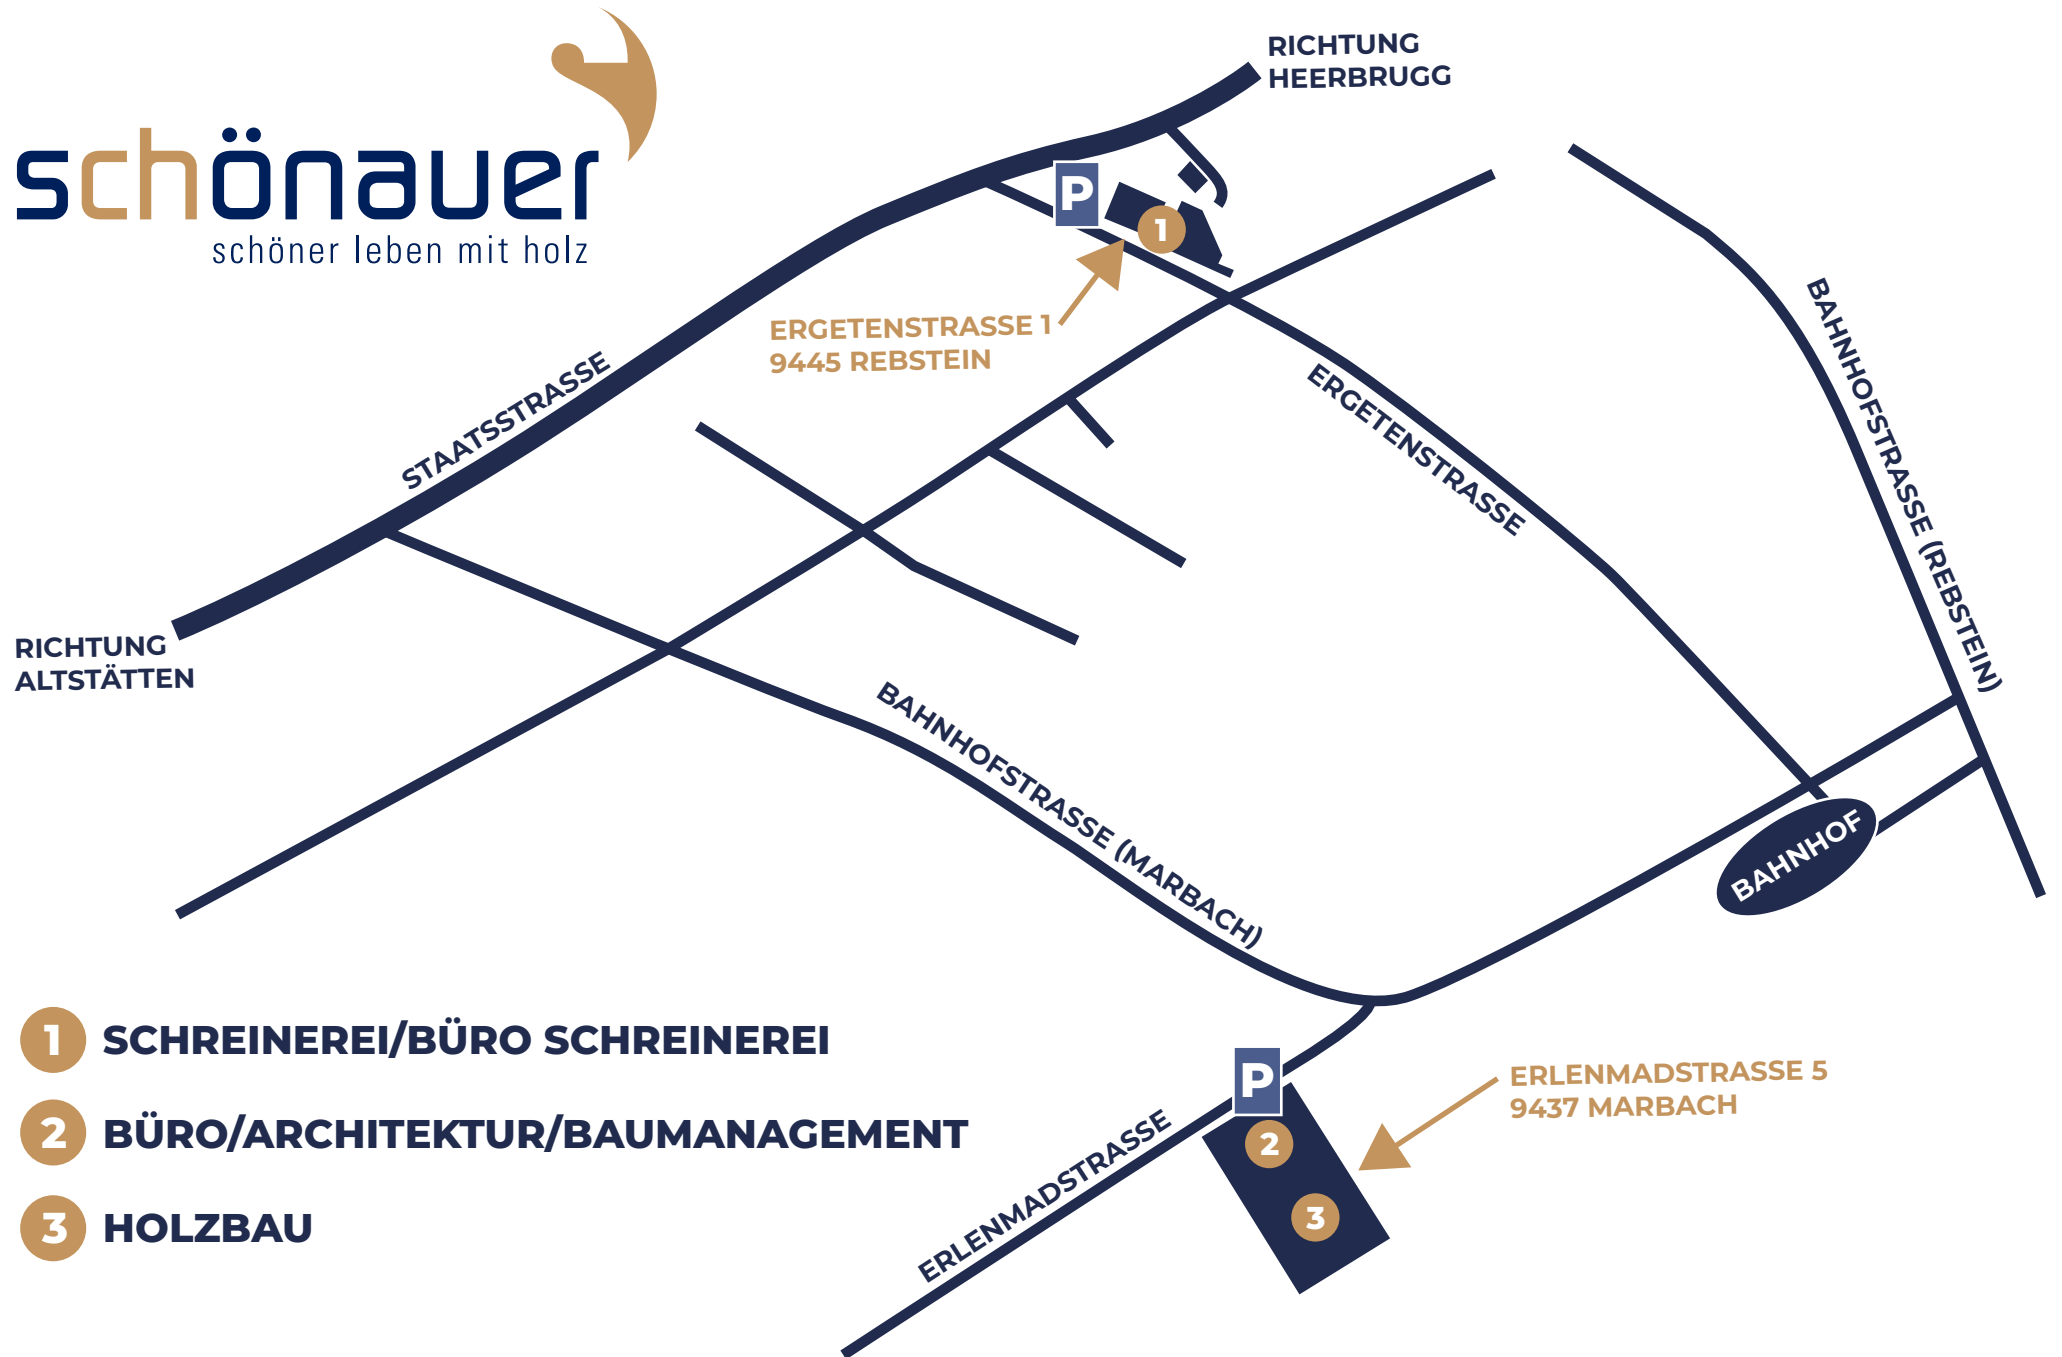 schönauer
schöner leben mit holz
RICHTUNG
HEERBRUGG
P
1
ERGETENSTRASSE 1
9445 REBSTEIN
STAATSSTRASSE
ERGETENSTRASSE
BAHNHOFSTRASSE (REBSTEIN)
RICHTUNG
ALTSTÄTTEN
BAHNHOFSTRASSE (MARBACH)
BAHNHOF
1 SCHREINEREI/BÜRO SCHREINEREI
2 BÜRO/ARCHITEKTUR/BAUMANAGEMENT
3 HOLZBAU
P
2
3
ERLENMADSTRASSE 5
9437 MARBACH
ERLENMADSTRASSE